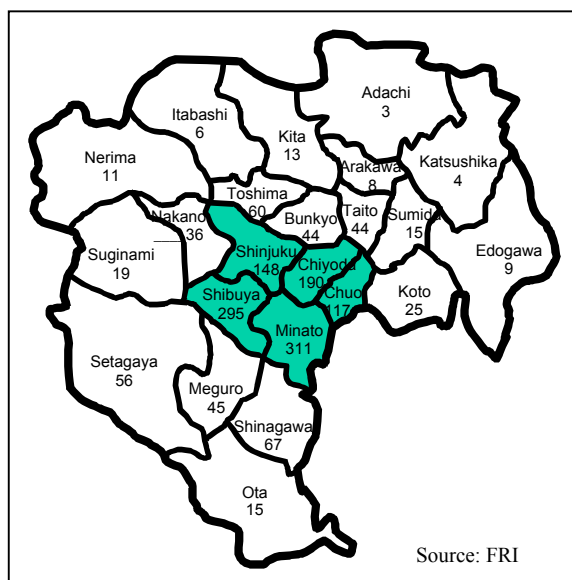 Adachi
3
Itabashi
6
Kita
13
Nerima
11
Arakawa
8
Katsushika
4
Toshima
60
Nakano
36
Bunkyo
44
Taito
44
Sumida
15
Suginami
19
Shinjuku
148
Chiyoda
190
Edogawa
9
Shibuya
295
Chuo
117
Koto
25
Minato
311
Setagaya
56
Meguro
45
Shinagawa
67
Ota
15
Source: FRI